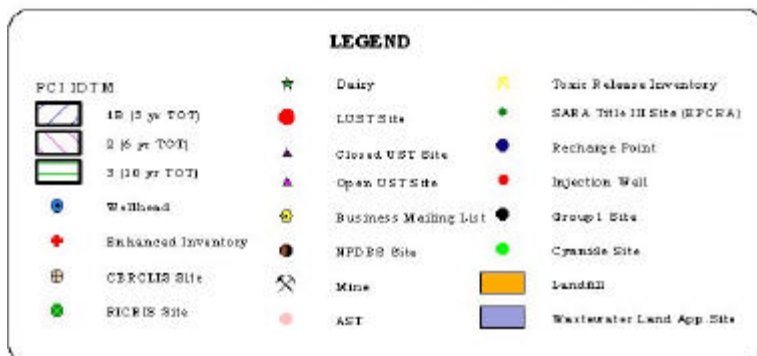 LEGEND
PCI IDTM
1B (3 yr TOT)
2 (6 yr TOT)
3 (10 yr TOT)
Wellhead
Enhanced Inventory
CERCLIS Site
RICRIS Site
Dairy
LUST Site
Closed UST Site
Open UST Site
Business Mailing List
NPDES Site
Mine
AST
Toxic Release Inventory
SARA Title III Site (EPCRA)
Recharge Point
Injection Well
Group1 Site
Cyanide Site
Landfill
Wastewater Land App. Site